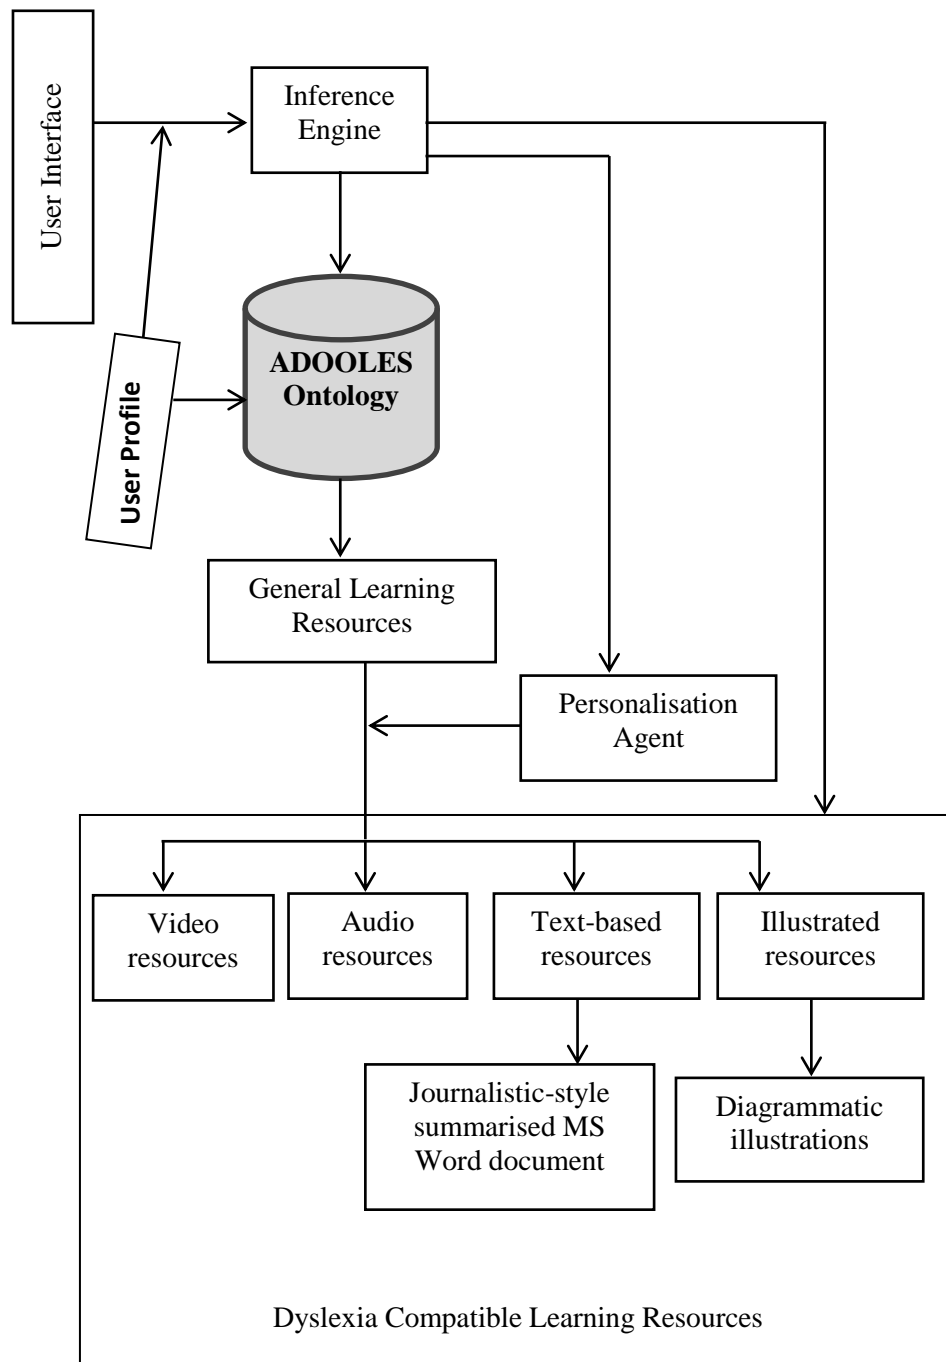 User Interface
Inference
Engine
ADOOLES
Ontology
User Profile
General Learning
Resources
Personalisation
Agent
Video
resources
Audio
resources
Text-based
resources
Illustrated
resources
Journalistic-style
summarised MS
Word document
Diagrammatic
illustrations
Dyslexia Compatible Learning Resources